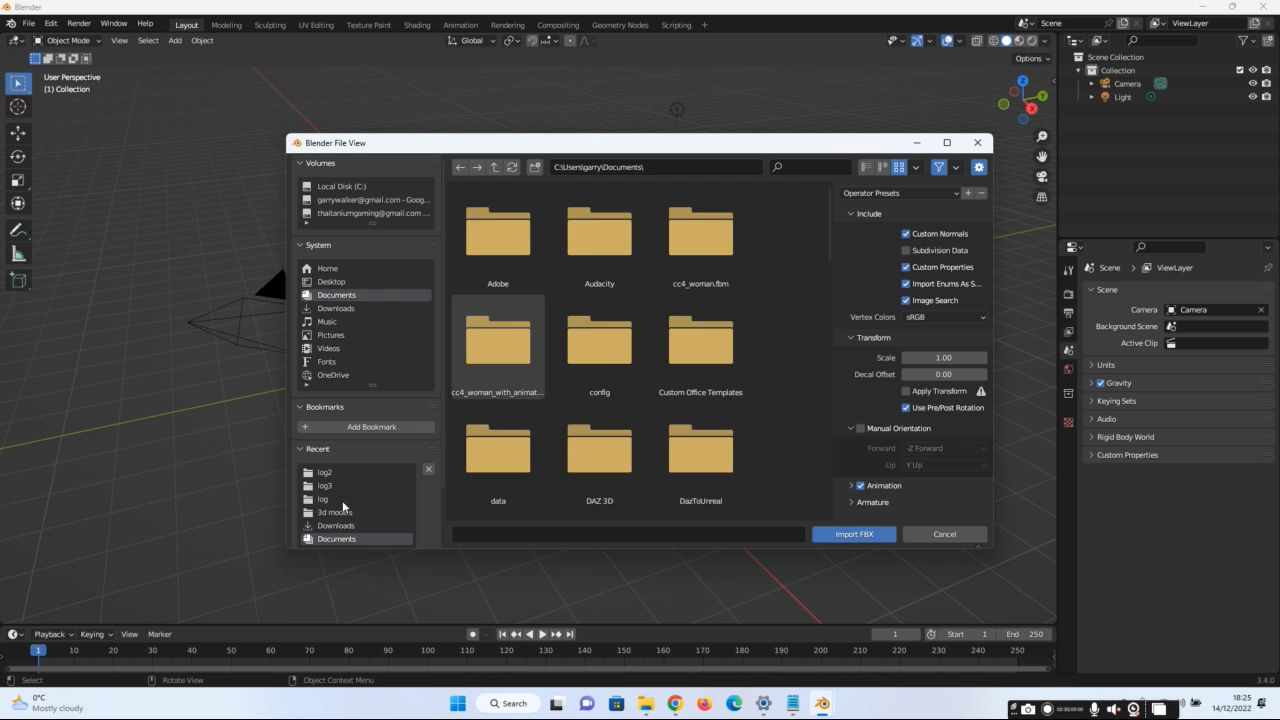 Blender
File Edit Render Window Help Layout Modeling Sculpting UV Editing Texture Paint Shading Animation Rendering Compositing Geometry Nodes Scripting + Scene ViewLayer
Object Mode View Select Add Object Global
Options
User Perspective
(1) Collection
Scene Collection
Collection
Camera
Light
Z
Y
X
Blender File View
Volumes
Local Disk (C:)
garrywalker@gmail.com - Goog...
thaitaniumgaming@gmail.com ...
System
Home
Desktop
Documents
Downloads
Music
Pictures
Videos
Fonts
OneDrive
Bookmarks
Add Bookmark
Recent
log2
log3
log
Downloads
Documents
C:\Users\garry\Documents\
Adobe Audacity cc4_woman.fbm
cc4_woman_with_animat... config Custom Office Templates
data DAZ 3D DazToUnreal
Operator Presets
Include
Custom Normals
Subdivision Data
Custom Properties
Import Enums As S...
Image Search
Vertex Colors sRGB
Transform
Scale 1.00
Decal Offset 0.00
Apply Transform
Use Pre/Post Rotation
Manual Orientation
Forward -Z Forward
Up Y Up
Animation
Armature
Import FBX Cancel
Scene ViewLayer
Scene
Camera Camera
Background Scene
Active Clip
Units
Gravity
Keying Sets
Audio
Rigid Body World
Custom Properties
Playback Keying View Marker 1 Start 1 End 250
1 10 20 30 40 50 60 70 80 90 100 110 120 130 140 150 160 170 180 190 200 210 220 230 240 250
Select Rotate View Object Context Menu 3.4.0
0°C
Mostly cloudy
Search
18:25
14/12/2022